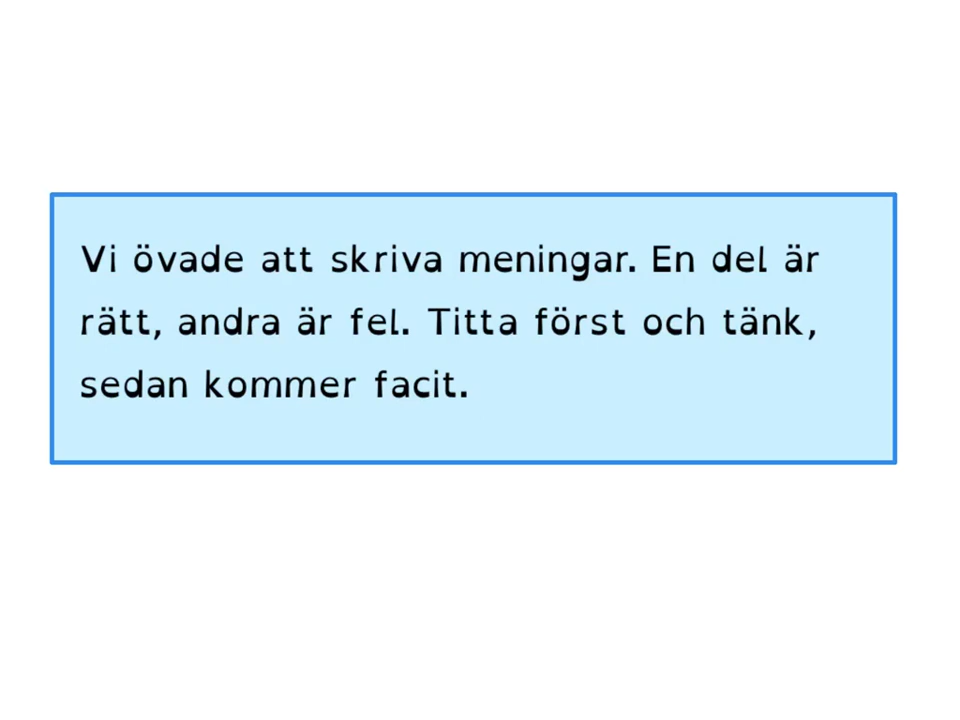 Vi övade att skriva meningar. En del är
rätt, andra är fel. Titta först och tänk,
sedan kommer facit.